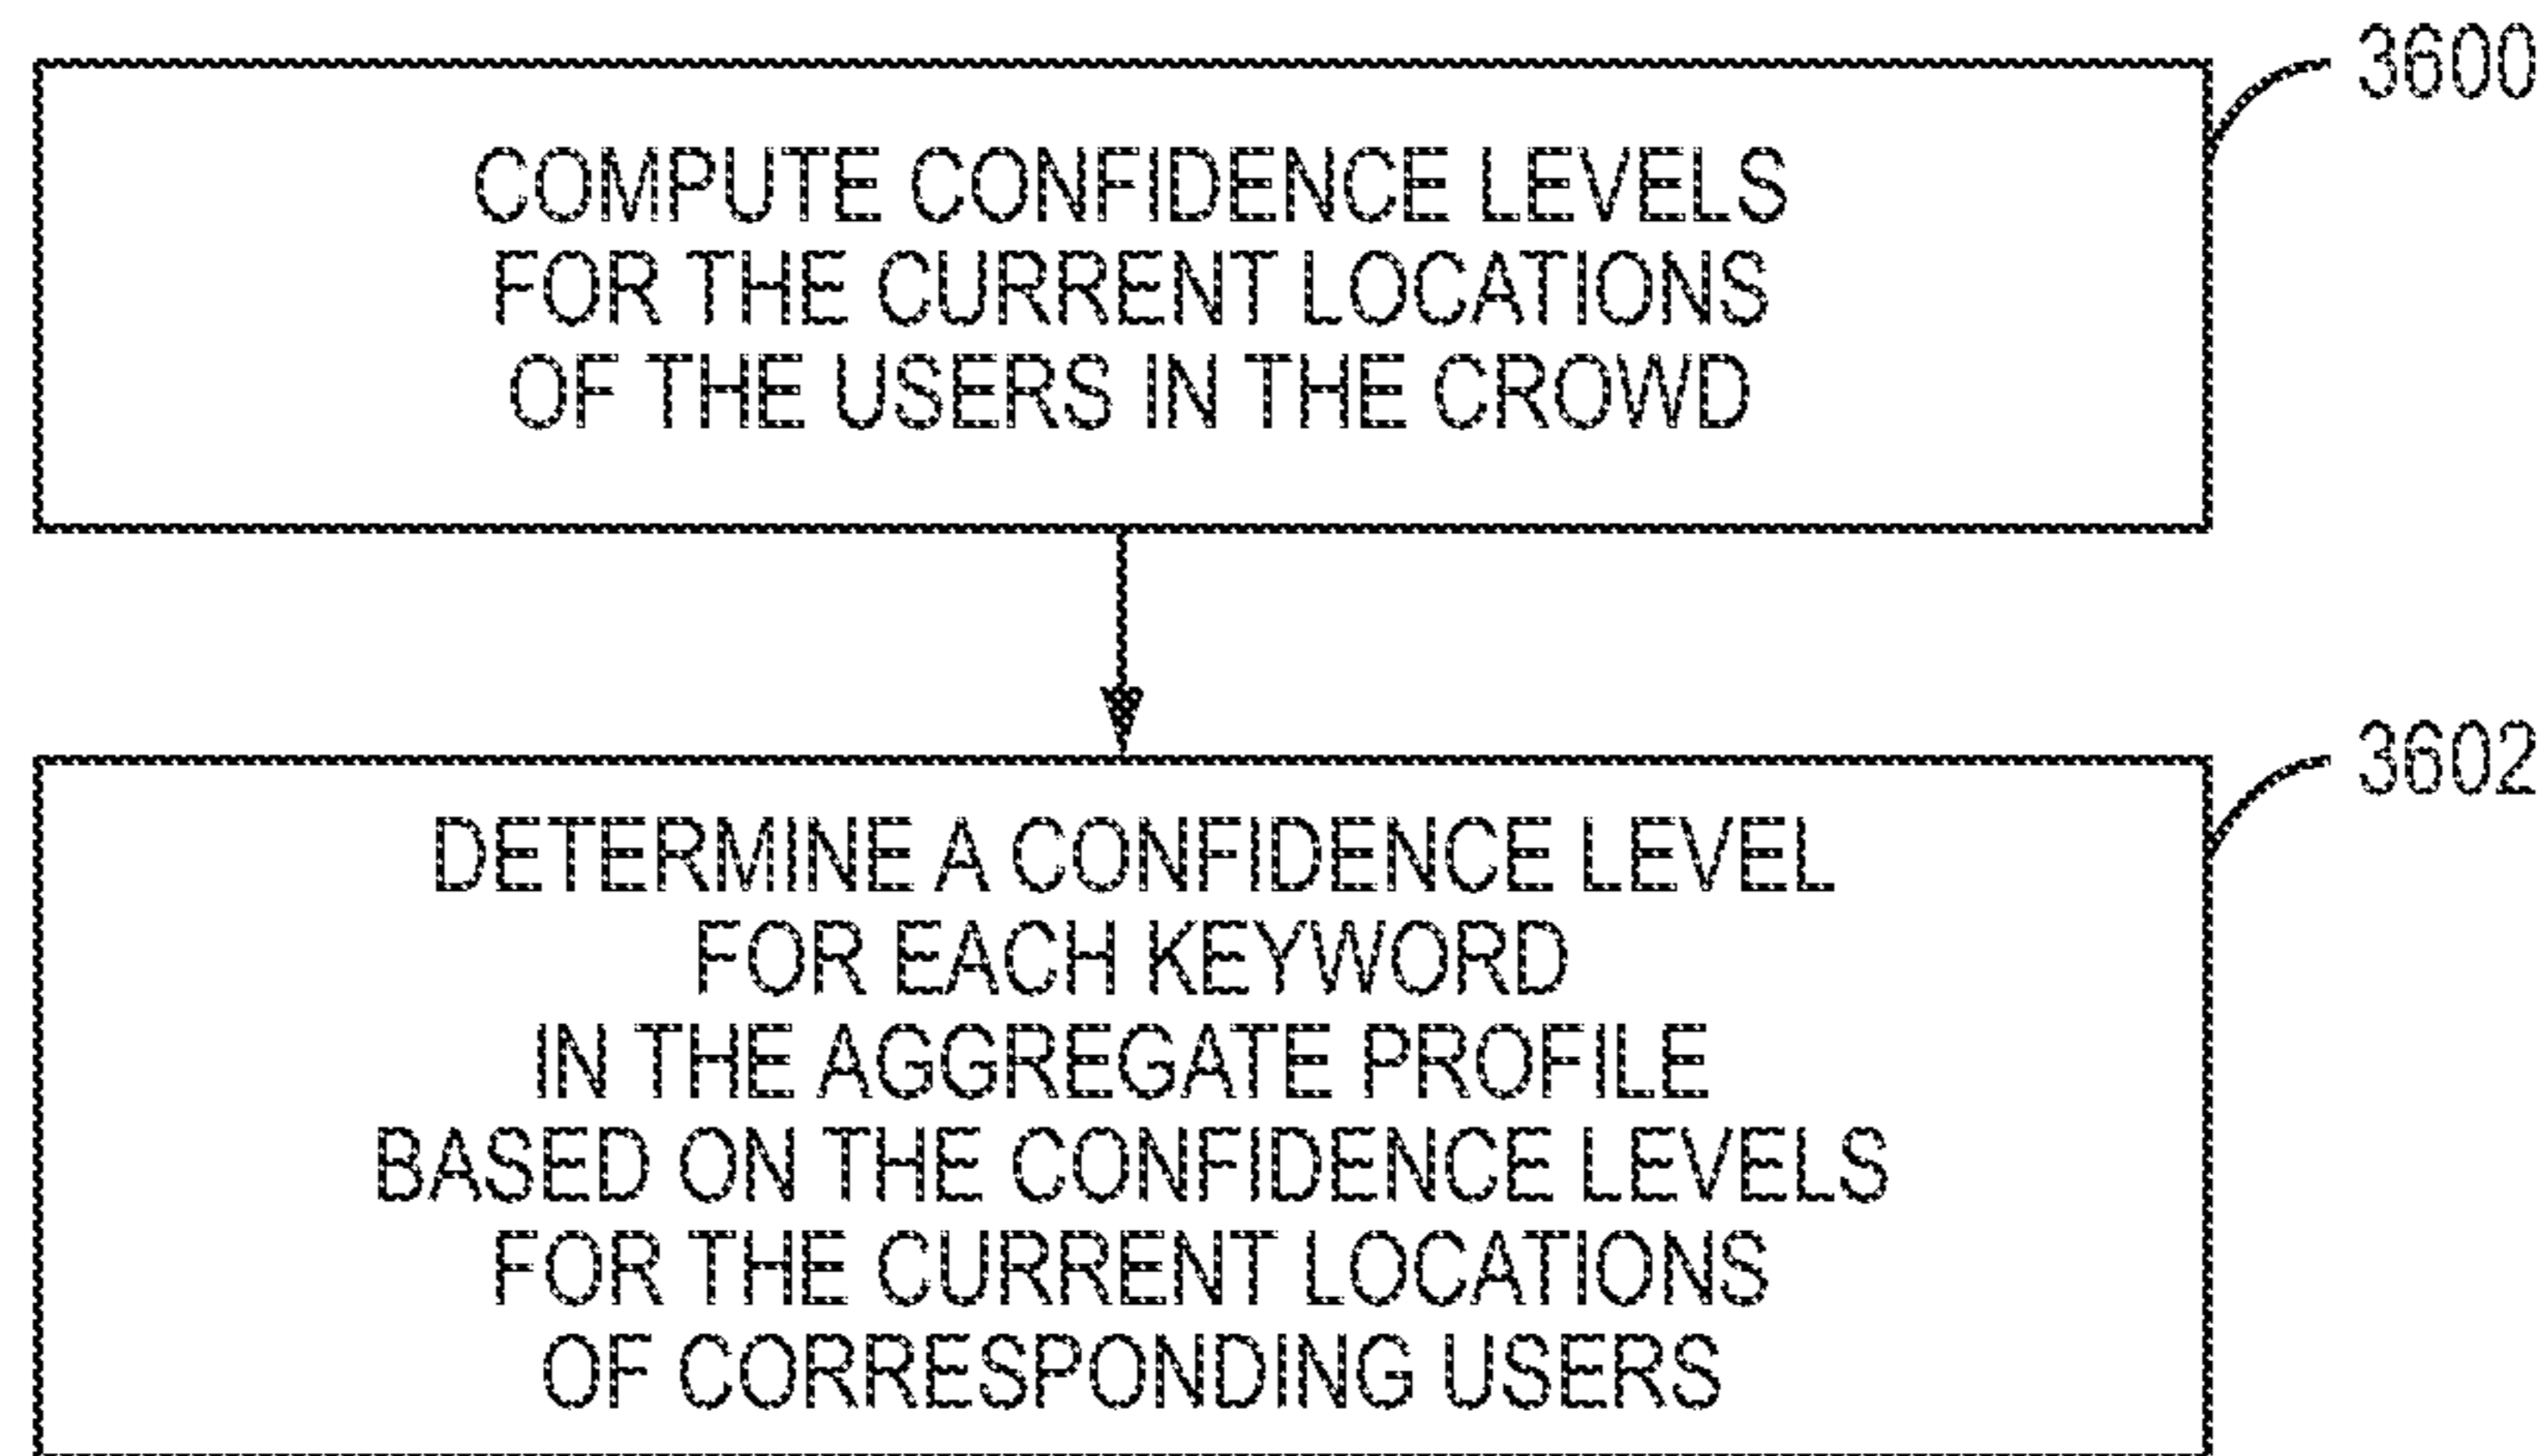 3600
COMPUTE CONFIDENCE LEVELS
FOR THE CURRENT LOCATIONS
OF THE USERS IN THE CROWD
3602
DETERMINE A CONFIDENCE LEVEL
FOR EACH KEYWORD
IN THE AGGREGATE PROFILE
BASED ON THE CONFIDENCE LEVELS
FOR THE CURRENT LOCATIONS
OF CORRESPONDING USERS